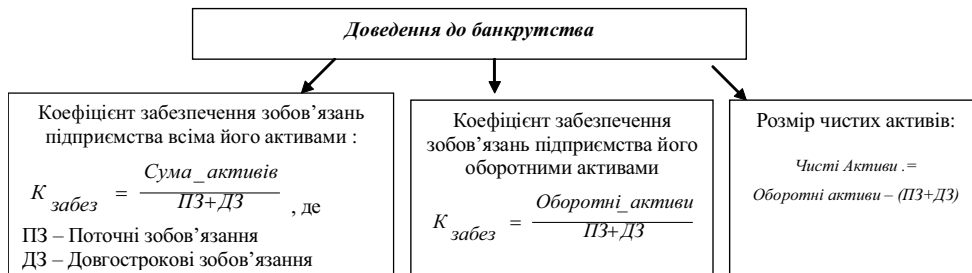 Доведення до банкрутства
Коефіцієнт забезпечення зобов’язань
підприємства всіма його активами :
K забез = Сума_активів / ПЗ+ДЗ , де
ПЗ – Поточні зобов’язання
ДЗ – Довгострокові зобов’язання
Коефіцієнт забезпечення
зобов’язань підприємства його
оборотними активами
K забез = Оборотні_активи / ПЗ+ДЗ
Розмір чистих активів:
Чисті Активи .=
Оборотні активи – (ПЗ+ДЗ)